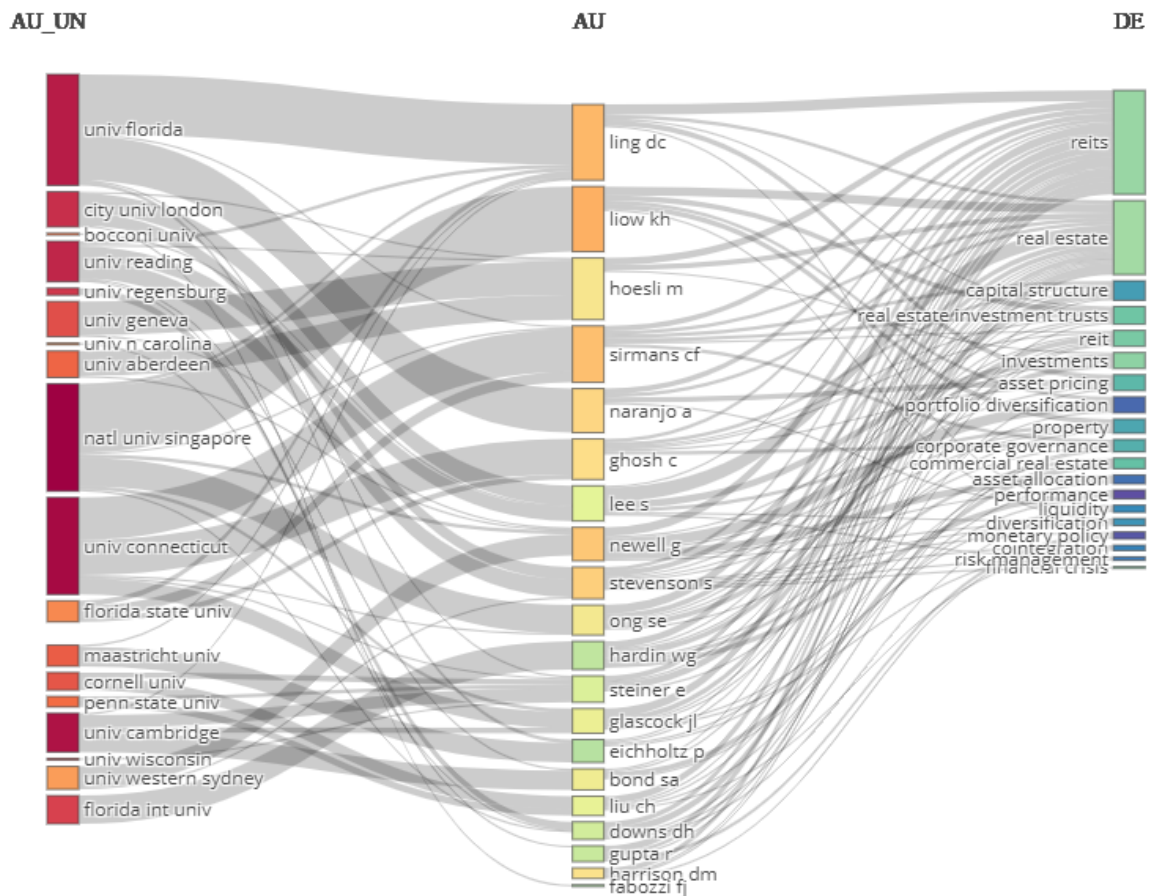 AU_UN
AU
DE
univ florida
city univ london
bocconi univ
univ reading
univ regensburg
univ geneva
univ n carolina
univ aberdeen
natl univ singapore
univ connecticut
florida state univ
maastricht univ
cornell univ
penn state univ
univ cambridge
univ wisconsin
univ western sydney
florida int univ
ling dc
liow kh
hoesli m
sirmans cf
naranjo a
ghosh c
lee s
newell g
stevenson s
ong se
hardin wg
steiner e
glascock jl
eichholtz p
bond sa
liu ch
downs dh
gupta r
harrison dm
fabozzi fj
reits
real estate
capital structure
real estate investment trusts
reit
investments
asset pricing
portfolio diversification
property
corporate governance
commercial real estate
asset allocation
performance
liquidity
diversification
monetary policy
cointegration
risk management
financial crisis